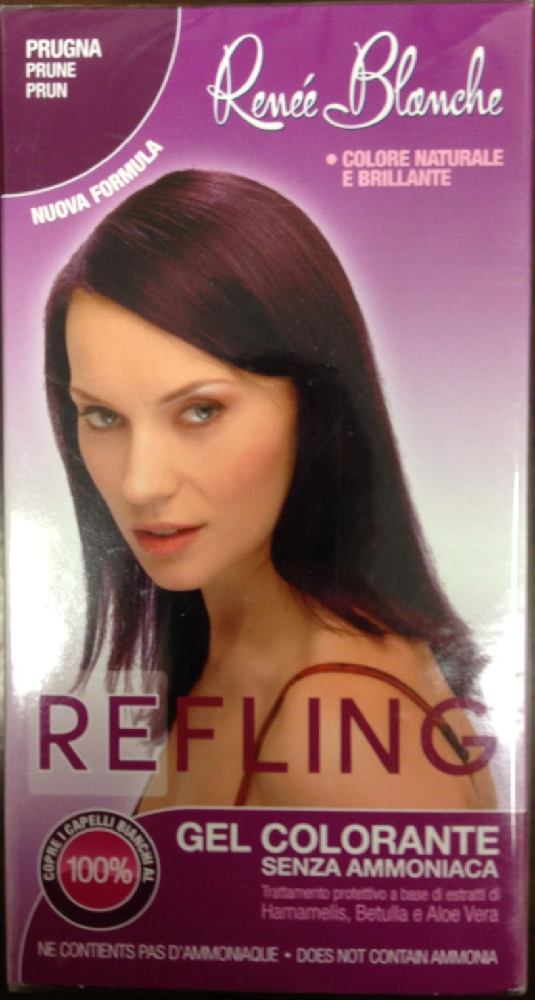 PRUGNA
PRUNE
PRUN
Renée Blanche
• COLORE NATURALE
E BRILLANTE
NUOVA FORMULA
REFLING
COPRE I CAPELLI BIANCHI AL
100%
GEL COLORANTE
SENZA AMMONIACA
Trattamento protettivo a base di estratti di
Hamamelis, Betulla e Aloe Vera
NE CONTIENTS PAS D'AMMONIAQUE • DOES NOT CONTAIN AMMONIA